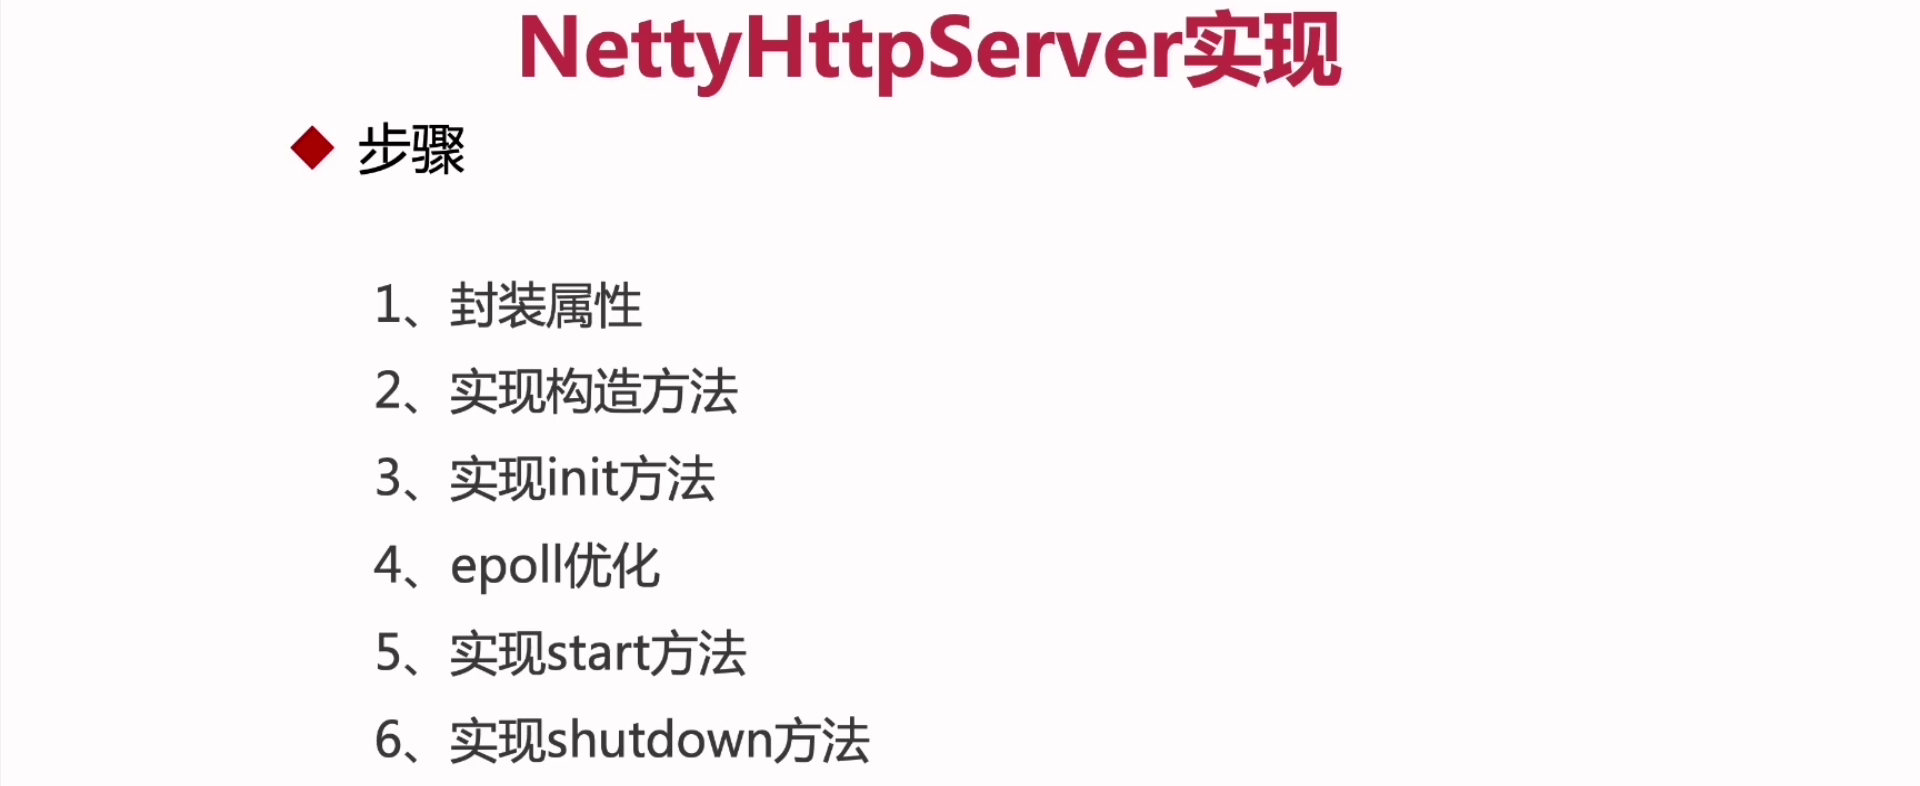 NettyHttpServer实现
步骤
1、封装属性
2、实现构造方法
3、实现init方法
4、epoll优化
5、实现start方法
6、实现shutdown方法